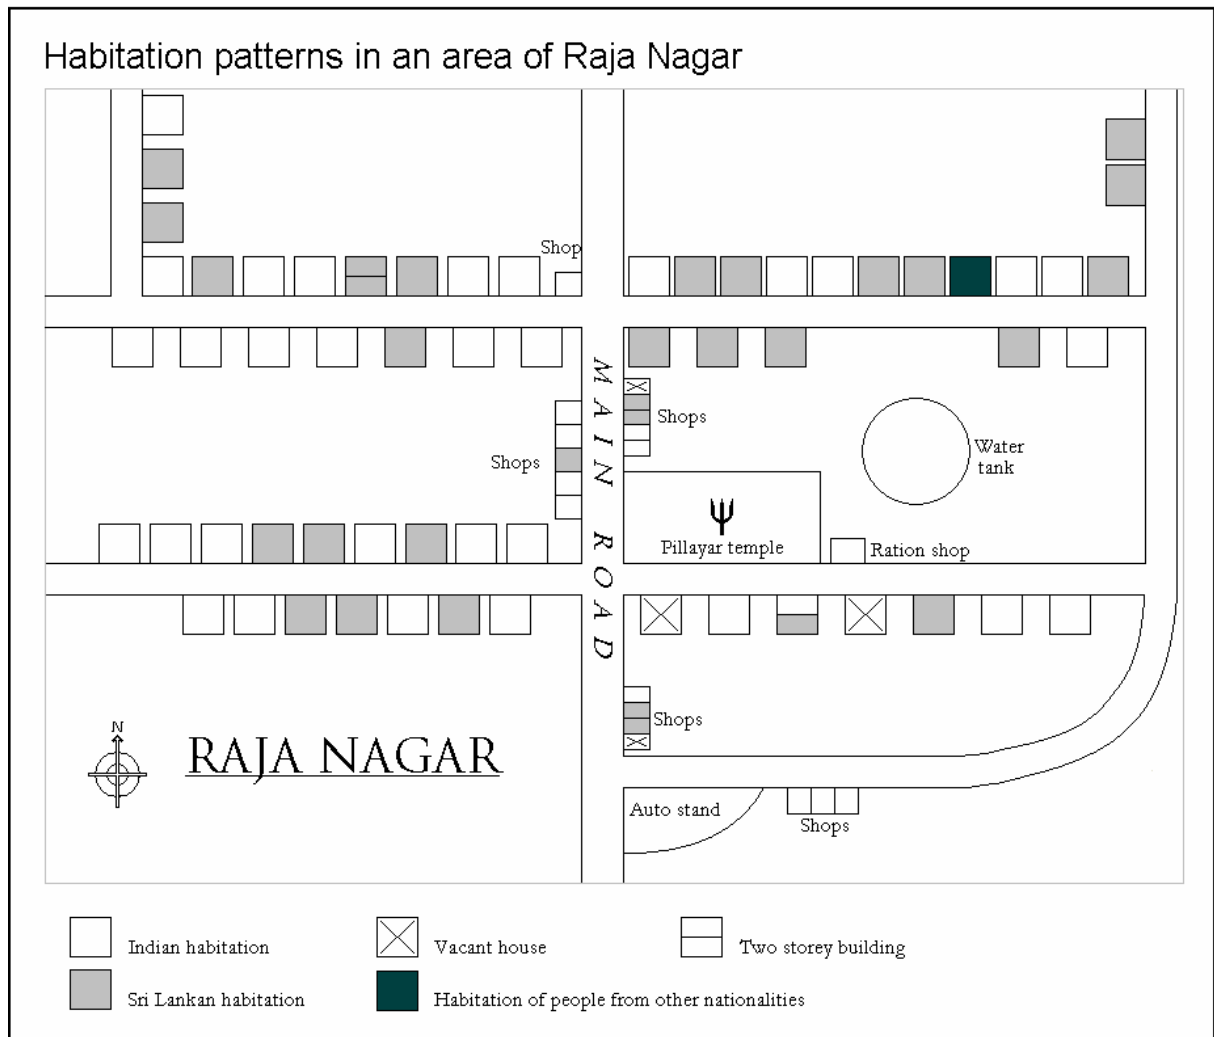 Habitation patterns in an area of Raja Nagar
Shop
MAIN ROAD
Shops
Water
tank
Shops
Pillayar temple
Ration shop
Shops
N
RAJA NAGAR
Auto stand
Shops
Indian habitation
Vacant house
Two storey building
Sri Lankan habitation
Habitation of people from other nationalities